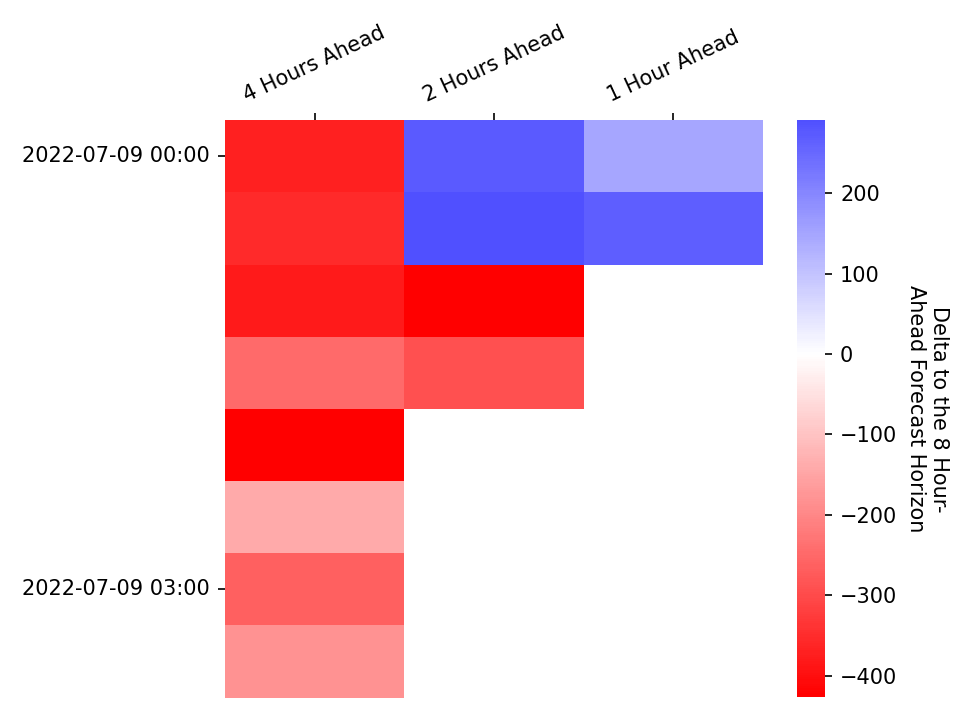 4 Hours Ahead
2 Hours Ahead
1 Hour Ahead
2022-07-09 00:00
2022-07-09 03:00
200
100
0
−100
−200
−300
−400
Delta to the 8 Hour-
Ahead Forecast Horizon